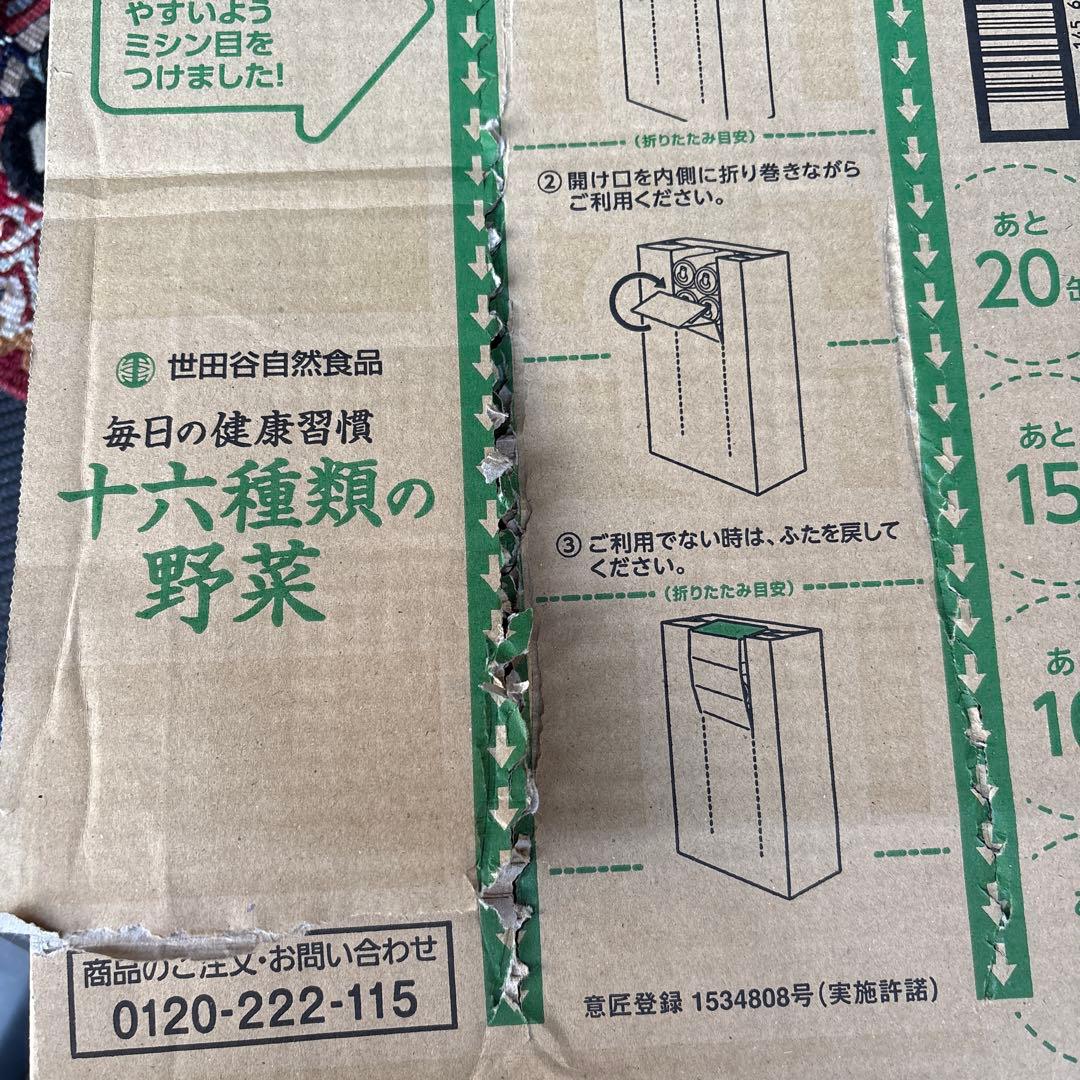 やすいよう
ミシン目を
つけました!
(折りたたみ目安)
② 開け口を内側に折り巻きながら
ご利用ください。
世田谷自然食品
毎日の健康習慣
十六種類の
野菜
③ ご利用でない時は、ふたを戻して
ください。
(折りたたみ目安)
商品のご注文・お問い合わせ
0120-222-115
意匠登録 1534808号(実施許諾)
あと
20缶
あと
15
あ